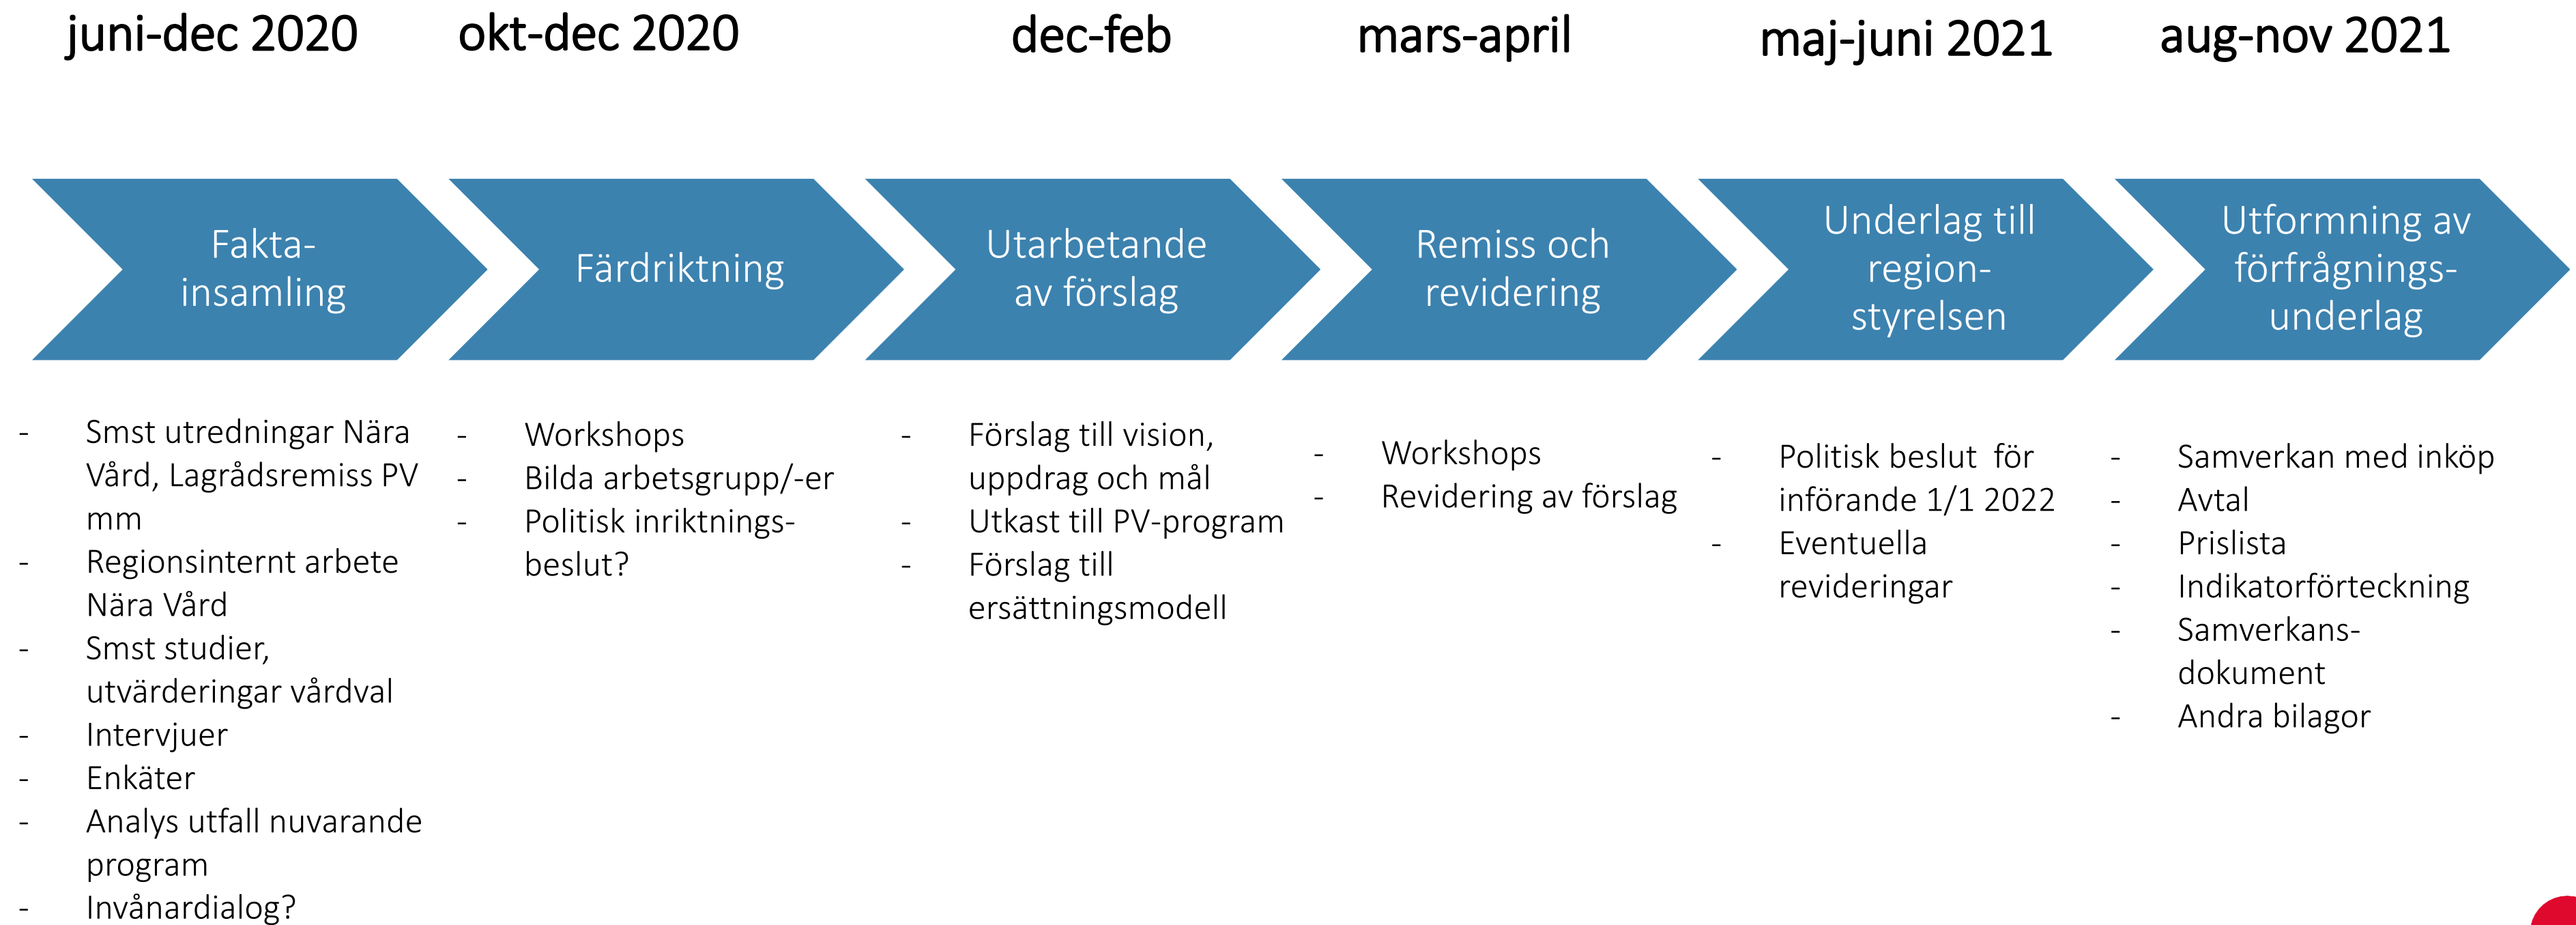 juni-dec 2020
okt-dec 2020
dec-feb
mars-april
maj-juni 2021
aug-nov 2021
Fakta-
insamling
Färdriktning
Utarbetande
av förslag
Remiss och
revidering
Underlag till
region-
styrelsen
Utformning av
förfrågnings-
underlag
- Smst utredningar Nära
Vård, Lagrådsremiss PV
mm
- Regionsinternt arbete
Nära Vård
- Smst studier,
utvärderingar vårdval
- Intervjuer
- Enkäter
- Analys utfall nuvarande
program
- Invånardialog?
- Workshops
- Bilda arbetsgrupp/-er
- Politisk inriktnings-
beslut?
- Förslag till vision,
uppdrag och mål
- Utkast till PV-program
- Förslag till
ersättningsmodell
- Workshops
- Revidering av förslag
- Politisk beslut för
införande 1/1 2022
- Eventuella
revideringar
- Samverkan med inköp
- Avtal
- Prislista
- Indikatorförteckning
- Samverkans-
dokument
- Andra bilagor